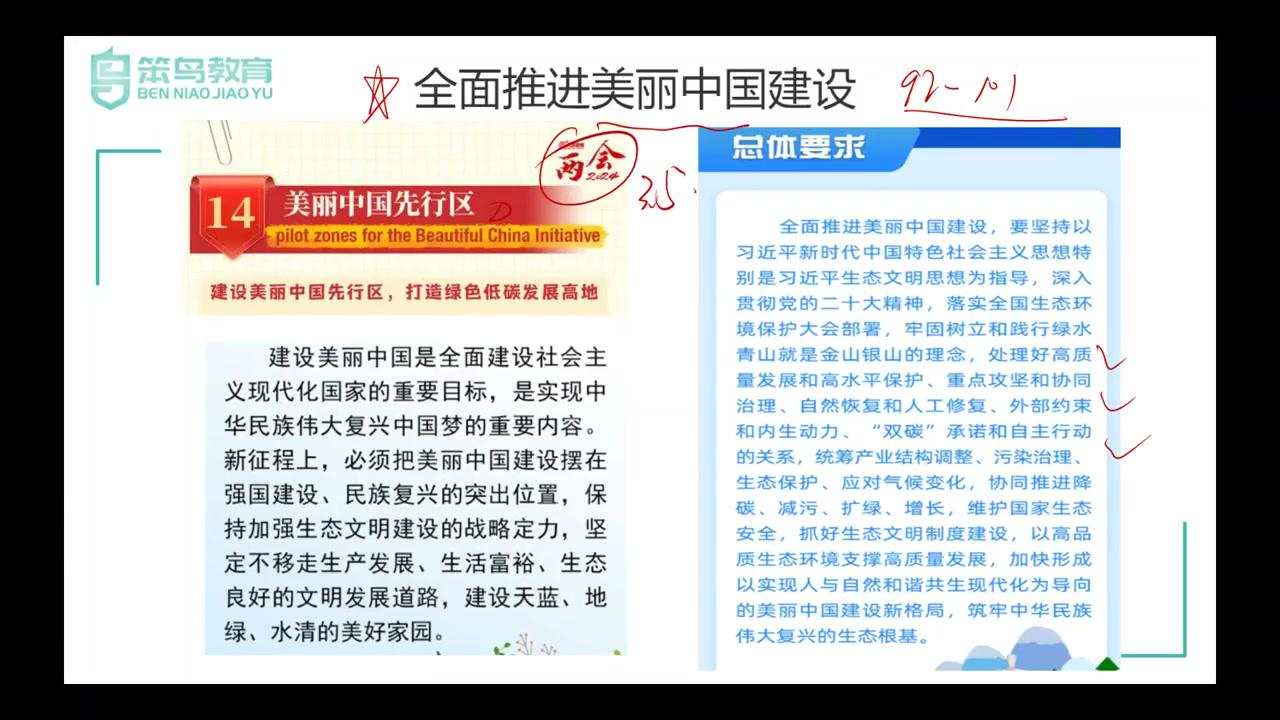 笨鸟教育
BEN NIAO JIAO YU
全面推进美丽中国建设
92-101
两会
2024
3.5
14
美丽中国先行区
pilot zones for the Beautiful China Initiative
建设美丽中国先行区，打造绿色低碳发展高地
建设美丽中国是全面建设社会主
义现代化国家的重要目标，是实现中
华民族伟大复兴中国梦的重要内容。
新征程上，必须把美丽中国建设摆在
强国建设、民族复兴的突出位置，保
持加强生态文明建设的战略定力，坚
定不移走生产发展、生活富裕、生态
良好的文明发展道路，建设天蓝、地
绿、水清的美好家园。
总体要求
全面推进美丽中国建设，要坚持以
习近平新时代中国特色社会主义思想特
别是习近平生态文明思想为指导，深入
贯彻党的二十大精神，落实全国生态环
境保护大会部署，牢固树立和践行绿水
青山就是金山银山的理念，处理好高质
量发展和高水平保护、重点攻坚和协同
治理、自然恢复和人工修复、外部约束
和内生动力、“双碳”承诺和自主行动
的关系，统筹产业结构调整、污染治理、
生态保护、应对气候变化，协同推进降
碳、减污、扩绿、增长，维护国家生态
安全，抓好生态文明制度建设，以高品
质生态环境支撑高质量发展，加快形成
以实现人与自然和谐共生现代化为导向
的美丽中国建设新格局，筑牢中华民族
伟大复兴的生态根基。